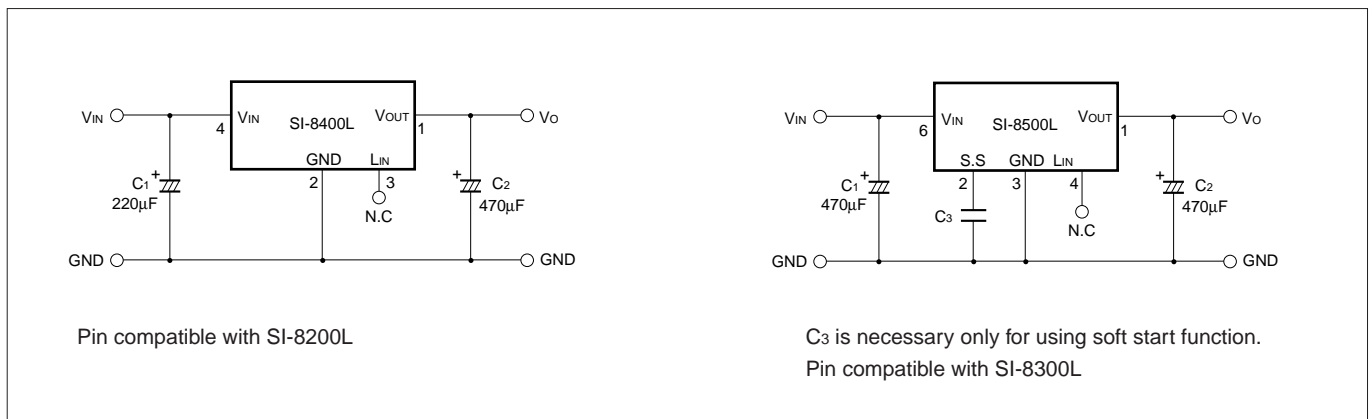 VIN
4
VIN
SI-8400L
VOUT
1
VO
GND
LIN
2
3
N.C
C1
+
220μF
+
C2
470μF
GND
GND
Pin compatible with SI-8200L
VIN
6
VIN
SI-8500L
VOUT
1
VO
S.S
GND
LIN
2
3
4
N.C
C1
+
470μF
C3
+
C2
470μF
GND
GND
C3 is necessary only for using soft start function.
Pin compatible with SI-8300L